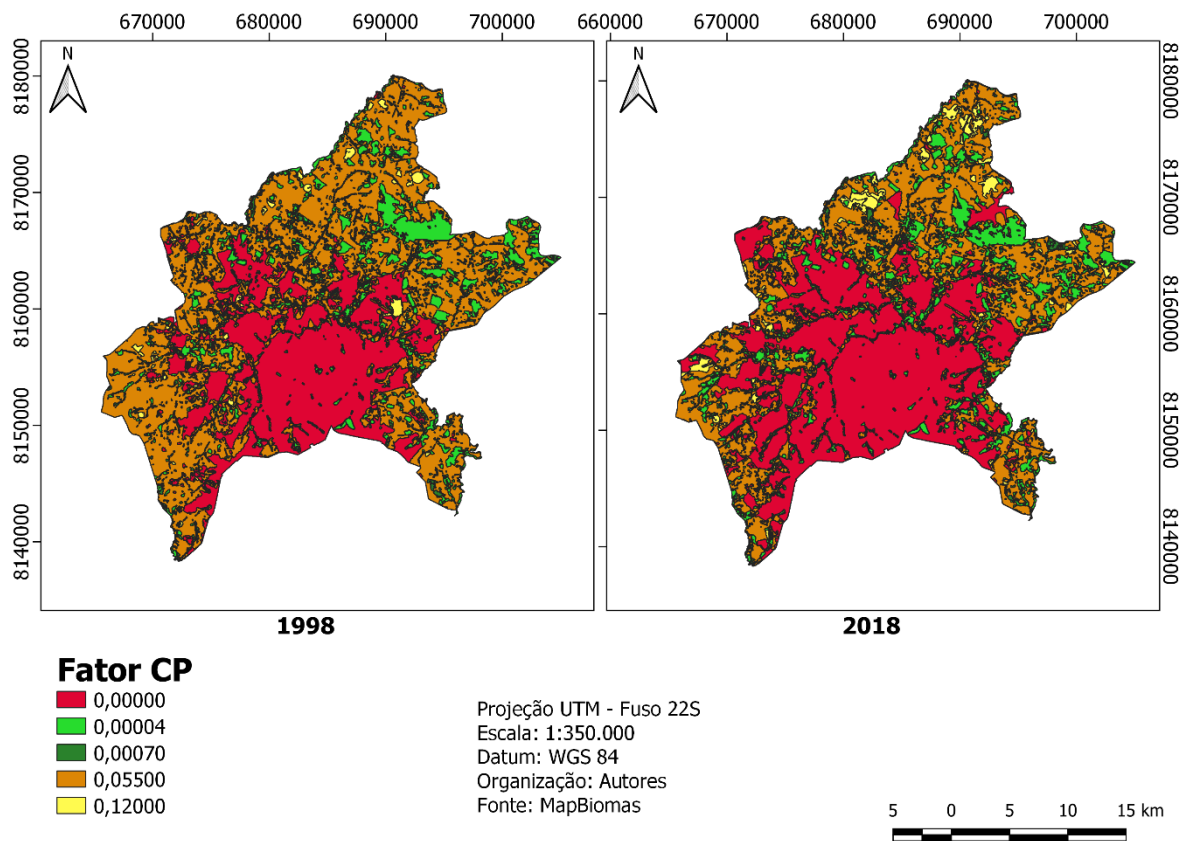 670000 680000 690000 700000 660000 670000 680000 690000 700000
N
N
8180000
8170000
8160000
8150000
8140000
8180000
8170000
8160000
8150000
8140000
1998
2018
Fator CP
0,00000
0,00004
0,00070
0,05500
0,12000
Projeção UTM - Fuso 22S
Escala: 1:350.000
Datum: WGS 84
Organização: Autores
Fonte: MapBiomas
5 0 5 10 15 km